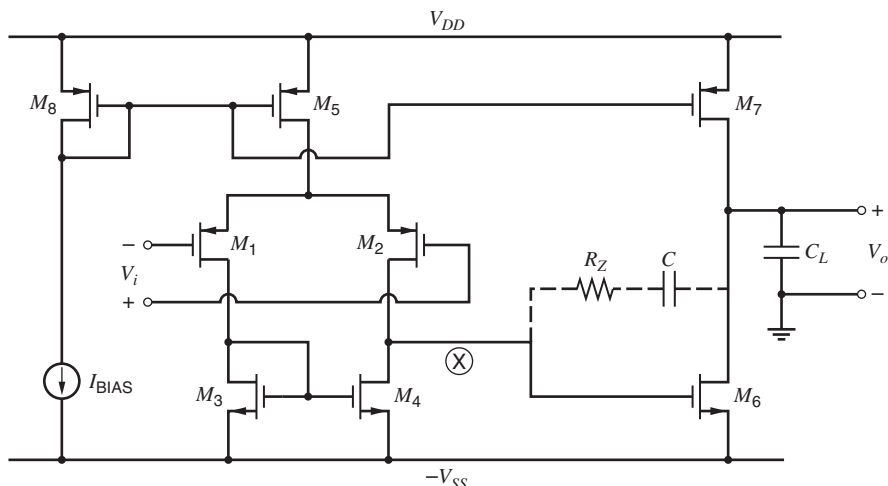 V_DD
M_8
M_5
M_7
−
M_1
M_2
V_i
+
R_Z
C
C_L
+
V_o
−
X
I_BIAS
M_3
M_4
M_6
−V_SS